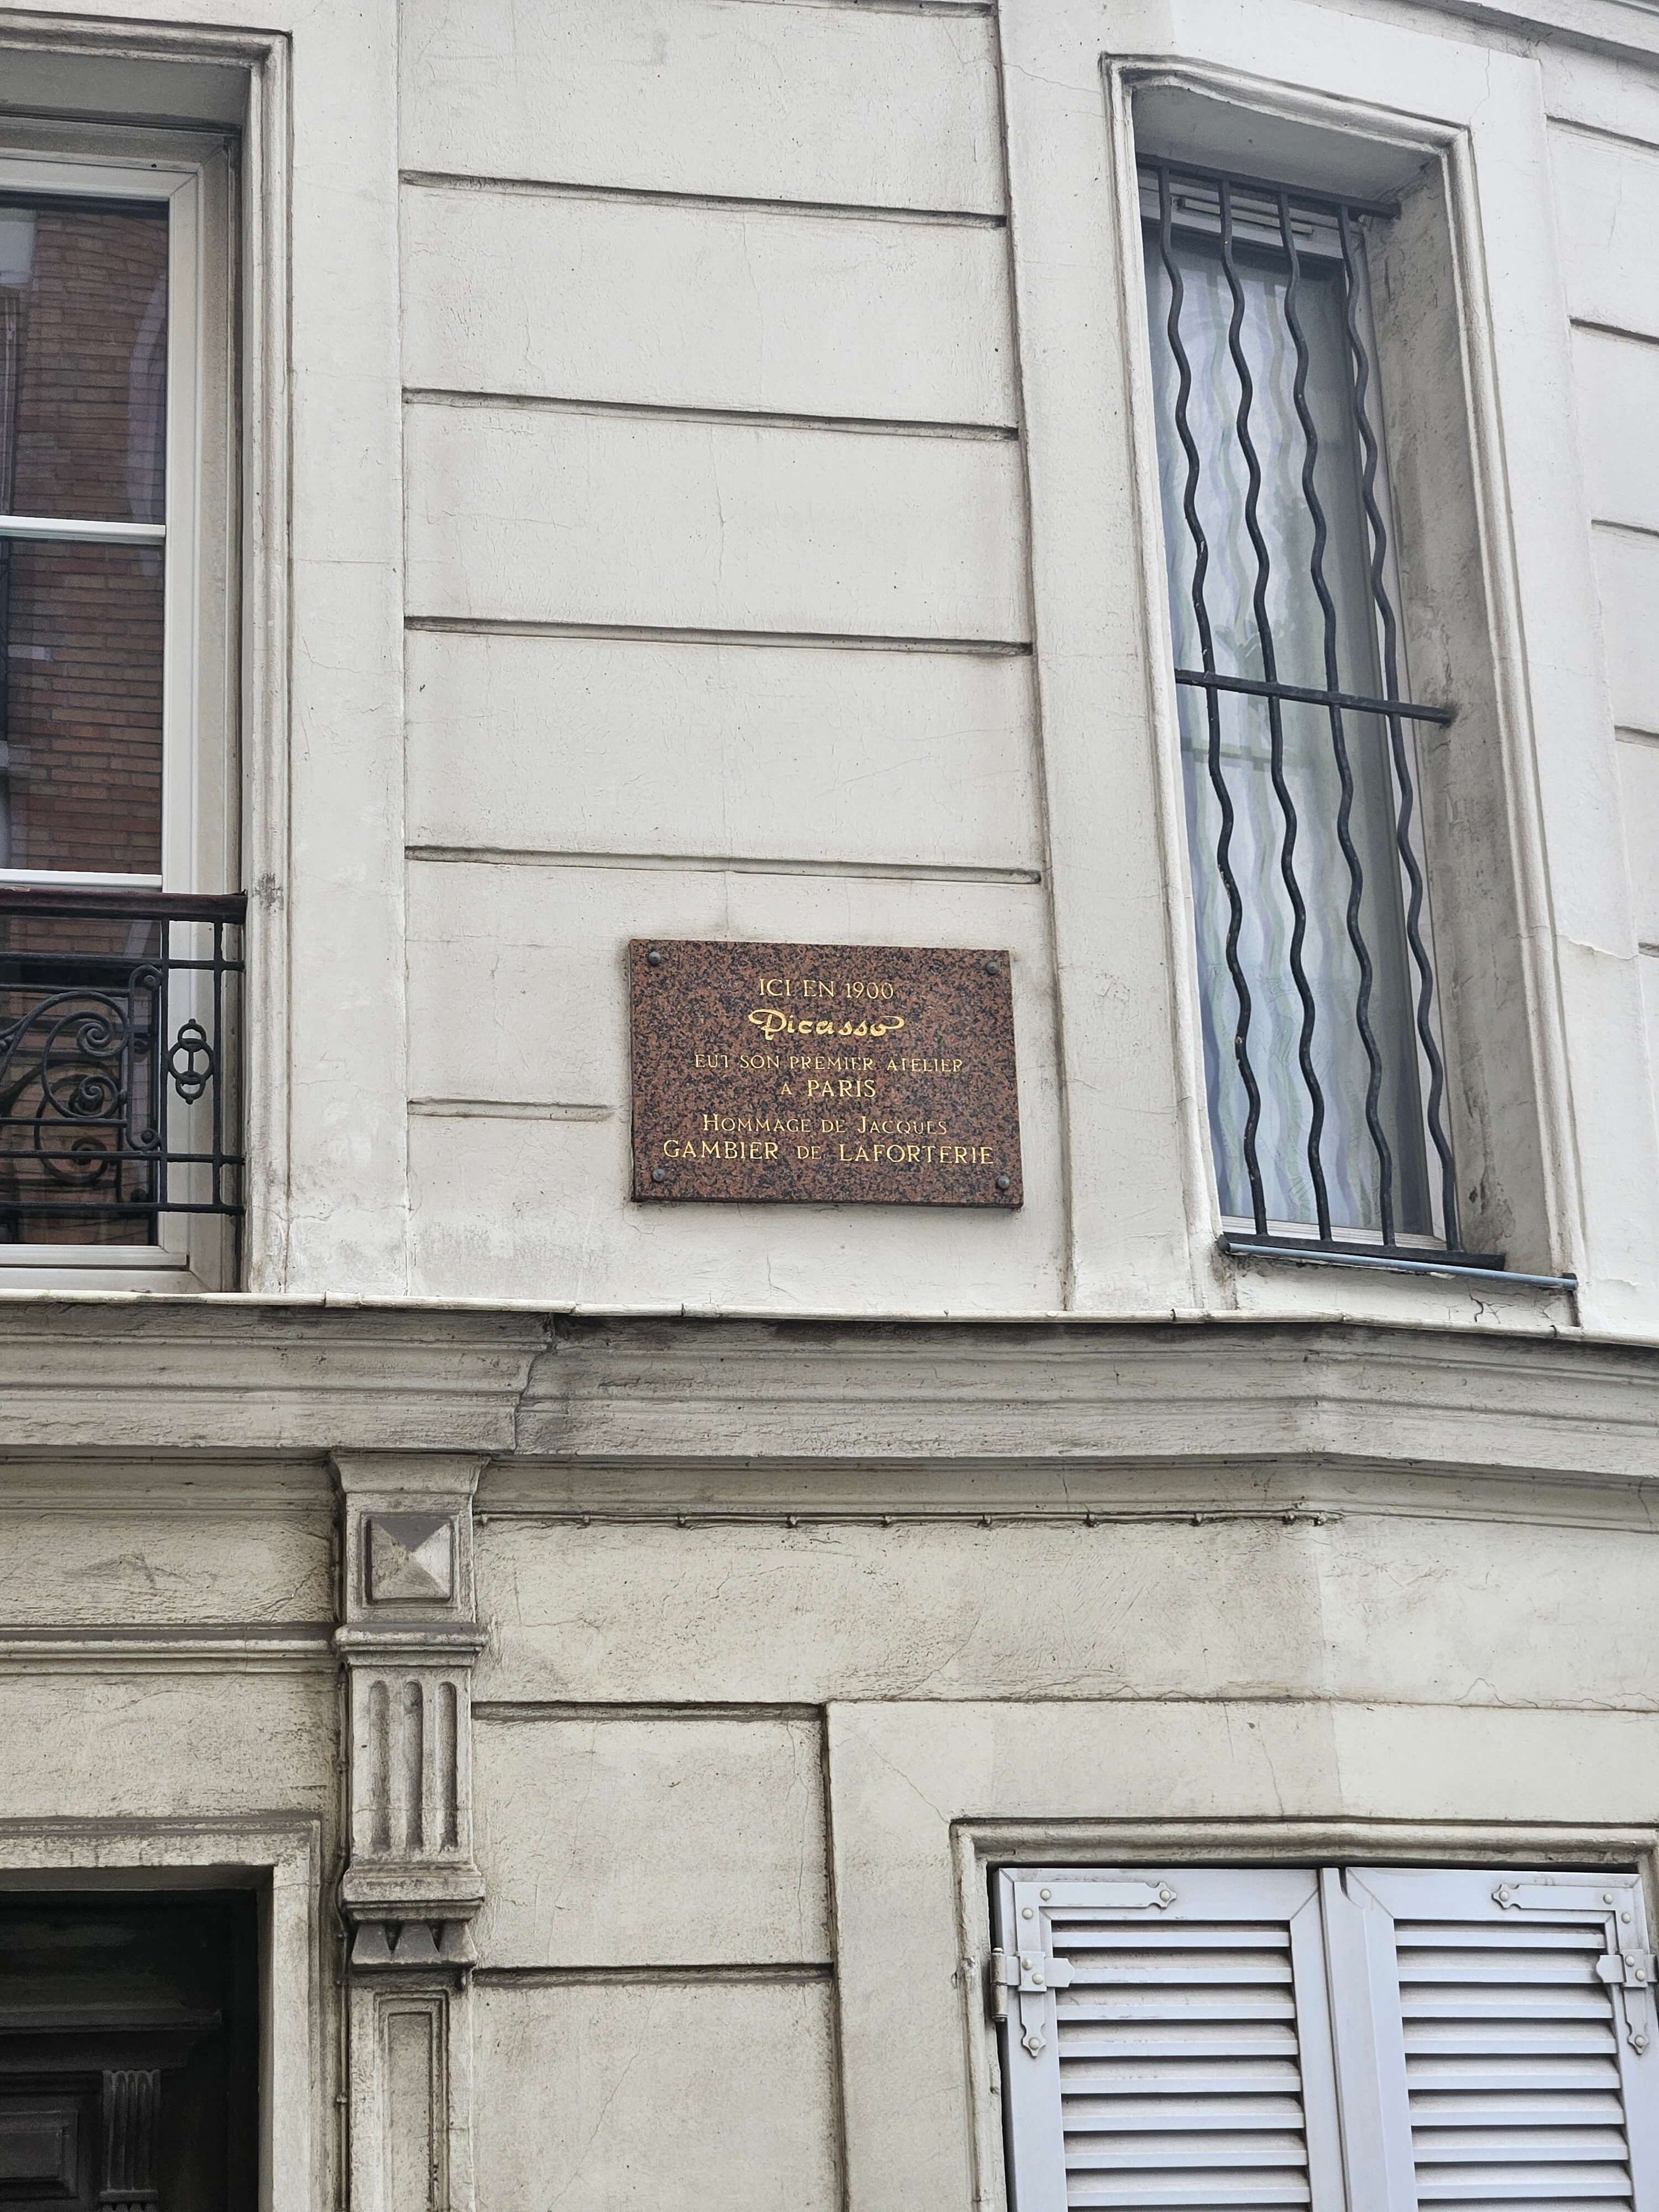 ICI EN 1900
Picasso
EUT SON PREMIER ATELIER
A PARIS
HOMMAGE DE JACQUES
GAMBIER DE LAFORTERIE